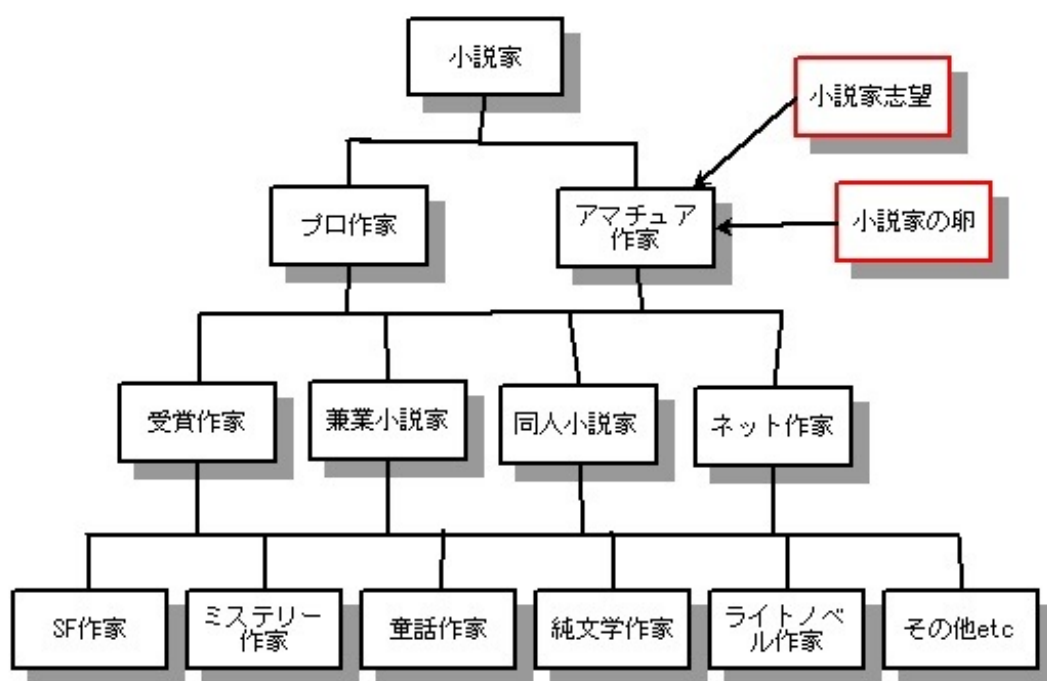 小説家
小説家志望
プロ作家
アマチュア
作家
小説家の卵
受賞作家
兼業小説家
同人小説家
ネット作家
SF作家
ミステリー
作家
童話作家
純文学作家
ライトノベ
ル作家
その他etc